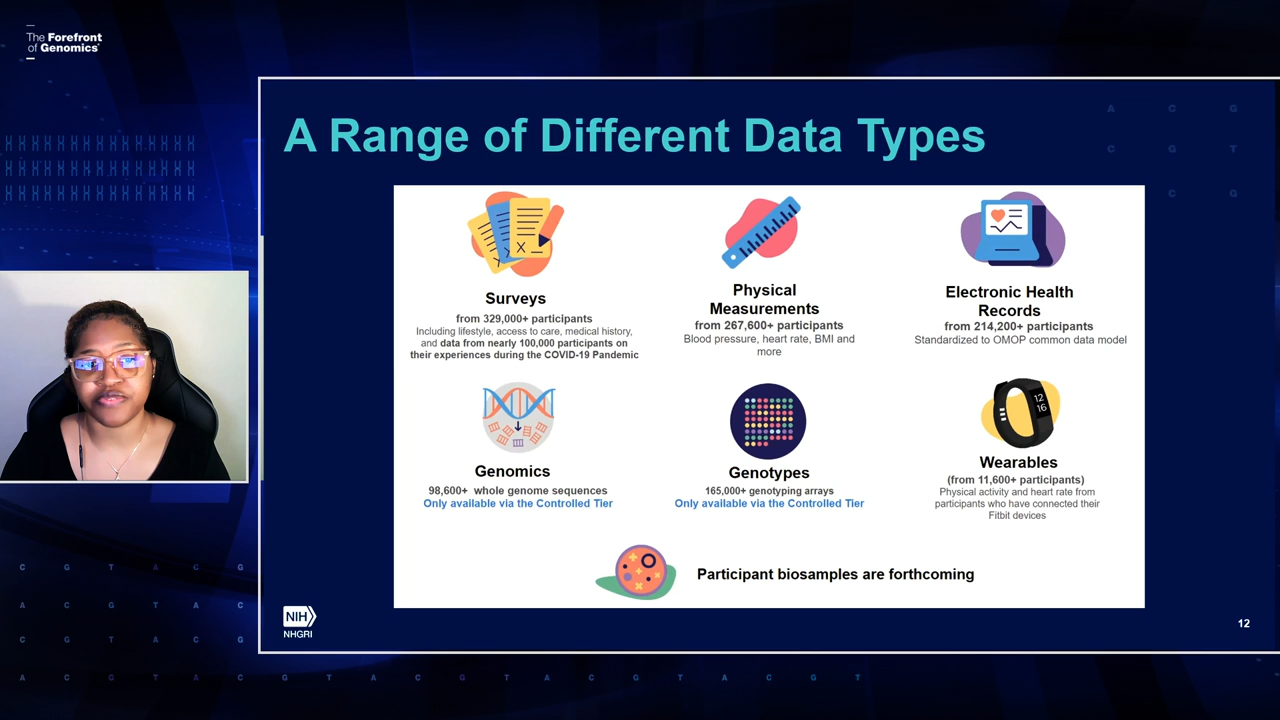 The Forefront
of Genomics®
A Range of Different Data Types
A C G
C G T
C G
Surveys
from 329,000+ participants
Including lifestyle, access to care, medical history,
and data from nearly 100,000 participants on
their experiences during the COVID-19 Pandemic
Physical
Measurements
from 267,600+ participants
Blood pressure, heart rate, BMI and
more
Electronic Health
Records
from 214,200+ participants
Standardized to OMOP common data model
Genomics
98,600+ whole genome sequences
Only available via the Controlled Tier
Genotypes
165,000+ genotyping arrays
Only available via the Controlled Tier
12
16
Wearables
(from 11,600+ participants)
Physical activity and heart rate from
participants who have connected their
Fitbit devices
Participant biosamples are forthcoming
NIH
NHGRI
12
C G T A C G
A C G T A C
C G T A C G
A C G T A C G T A C G T A C G T A C G T